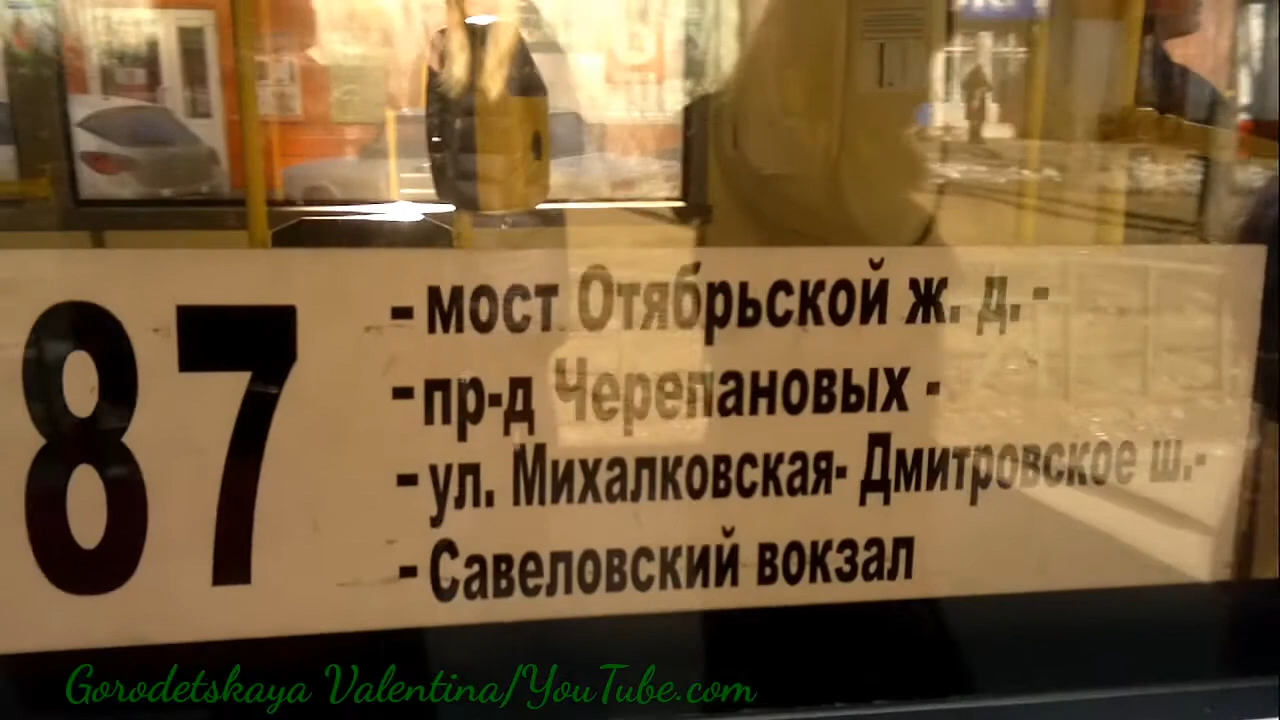 87
- мост Отябрьской ж. д. -
- пр-д Черепановых -
- ул. Михалковская- Дмитровское ш.-
- Савеловский вокзал
Gorodetskaya Valentina/YouTube.com